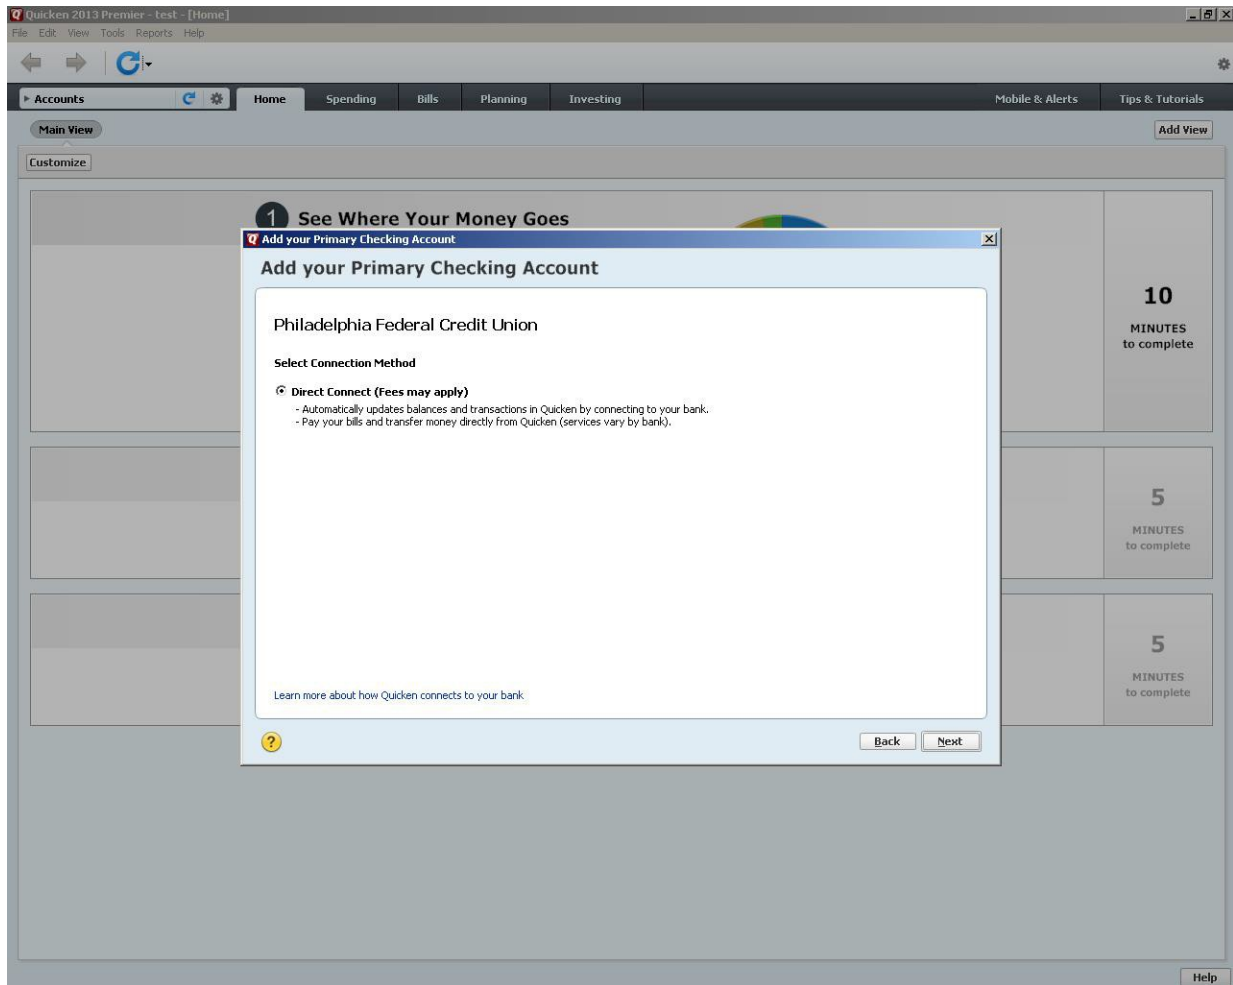 Quicken 2013 Premier - test - [Home]
File Edit View Tools Reports Help
Accounts Home Spending Bills Planning Investing Mobile & Alerts Tips & Tutorials
Main View Add View
Customize
1 See Where Your Money Goes
Add your Primary Checking Account
Add your Primary Checking Account
Philadelphia Federal Credit Union
Select Connection Method
Direct Connect (Fees may apply)
- Automatically updates balances and transactions in Quicken by connecting to your bank.
- Pay your bills and transfer money directly from Quicken (services vary by bank).
Learn more about how Quicken connects to your bank
? Back Next
10
MINUTES
to complete
5
MINUTES
to complete
5
MINUTES
to complete
Help